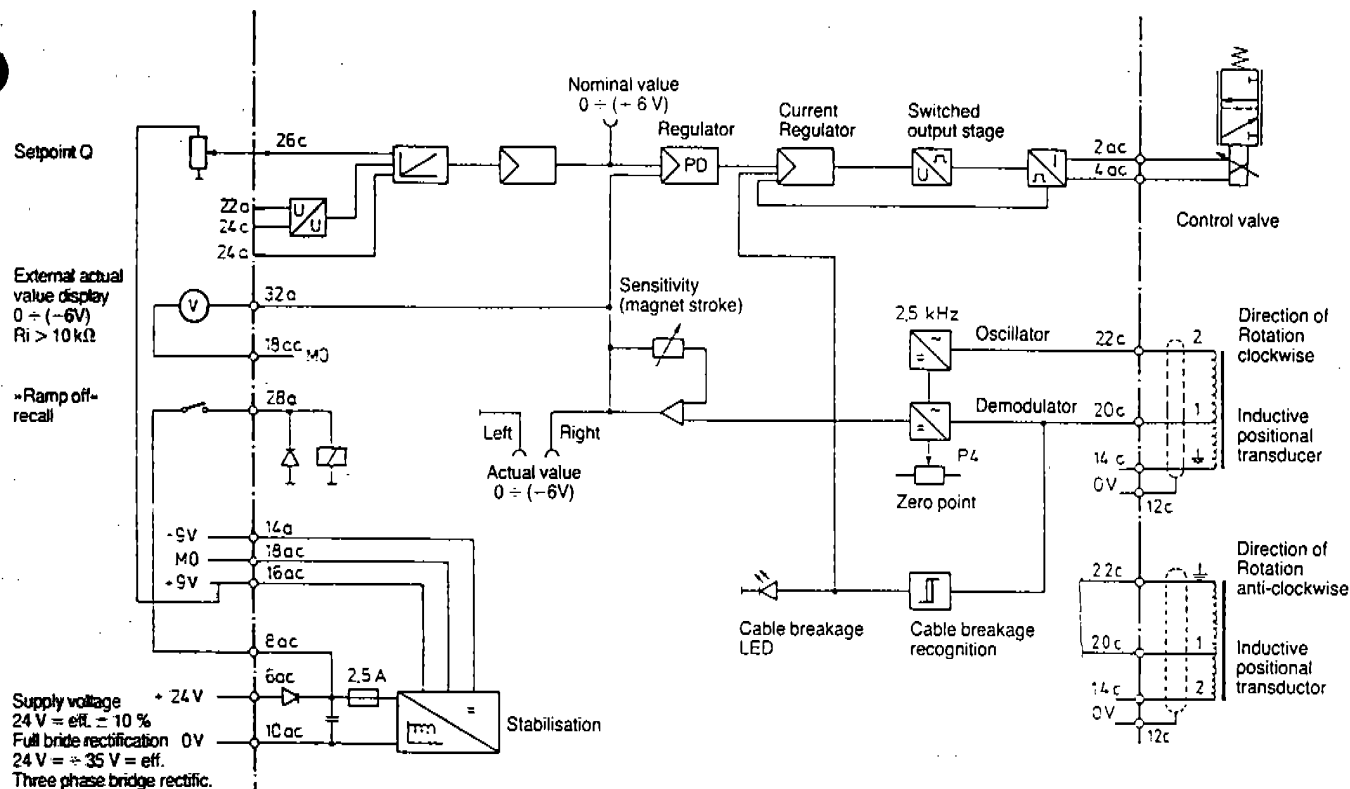 Nominal value
0 ÷ (+ 6 V)
Regulator
Current
Regulator
Switched
output stage
Setpoint Q
26c
PD
U
I
2ac
4ac
22a
24c
24a
U
U
Control valve
External actual
value display
0 ÷ (−6V)
Ri > 10 kΩ
V
32a
18ac
M0
Sensitivity
(magnet stroke)
2,5 kHz
Oscillator
22c
2
Direction of
Rotation
clockwise
»Ramp off«
recall
28a
Left
Right
Actual value
0 ÷ (−6V)
Demodulator
20c
1
Inductive
positional
transducer
P4
Zero point
14c
0V
12c
-9V
14a
M0
18ac
+9V
16ac
Direction of
Rotation
anti-clockwise
22c
Cable breakage
LED
Cable breakage
recognition
20c
1
Inductive
positional
transductor
14c
2
0V
12c
8ac
6ac
2,5 A
+ 24V
Stabilisation
10ac
Supply voltage
24 V = eff. ± 10 %
Full bride rectification 0V
24 V = ÷ 35 V = eff.
Three phase bridge rectific.